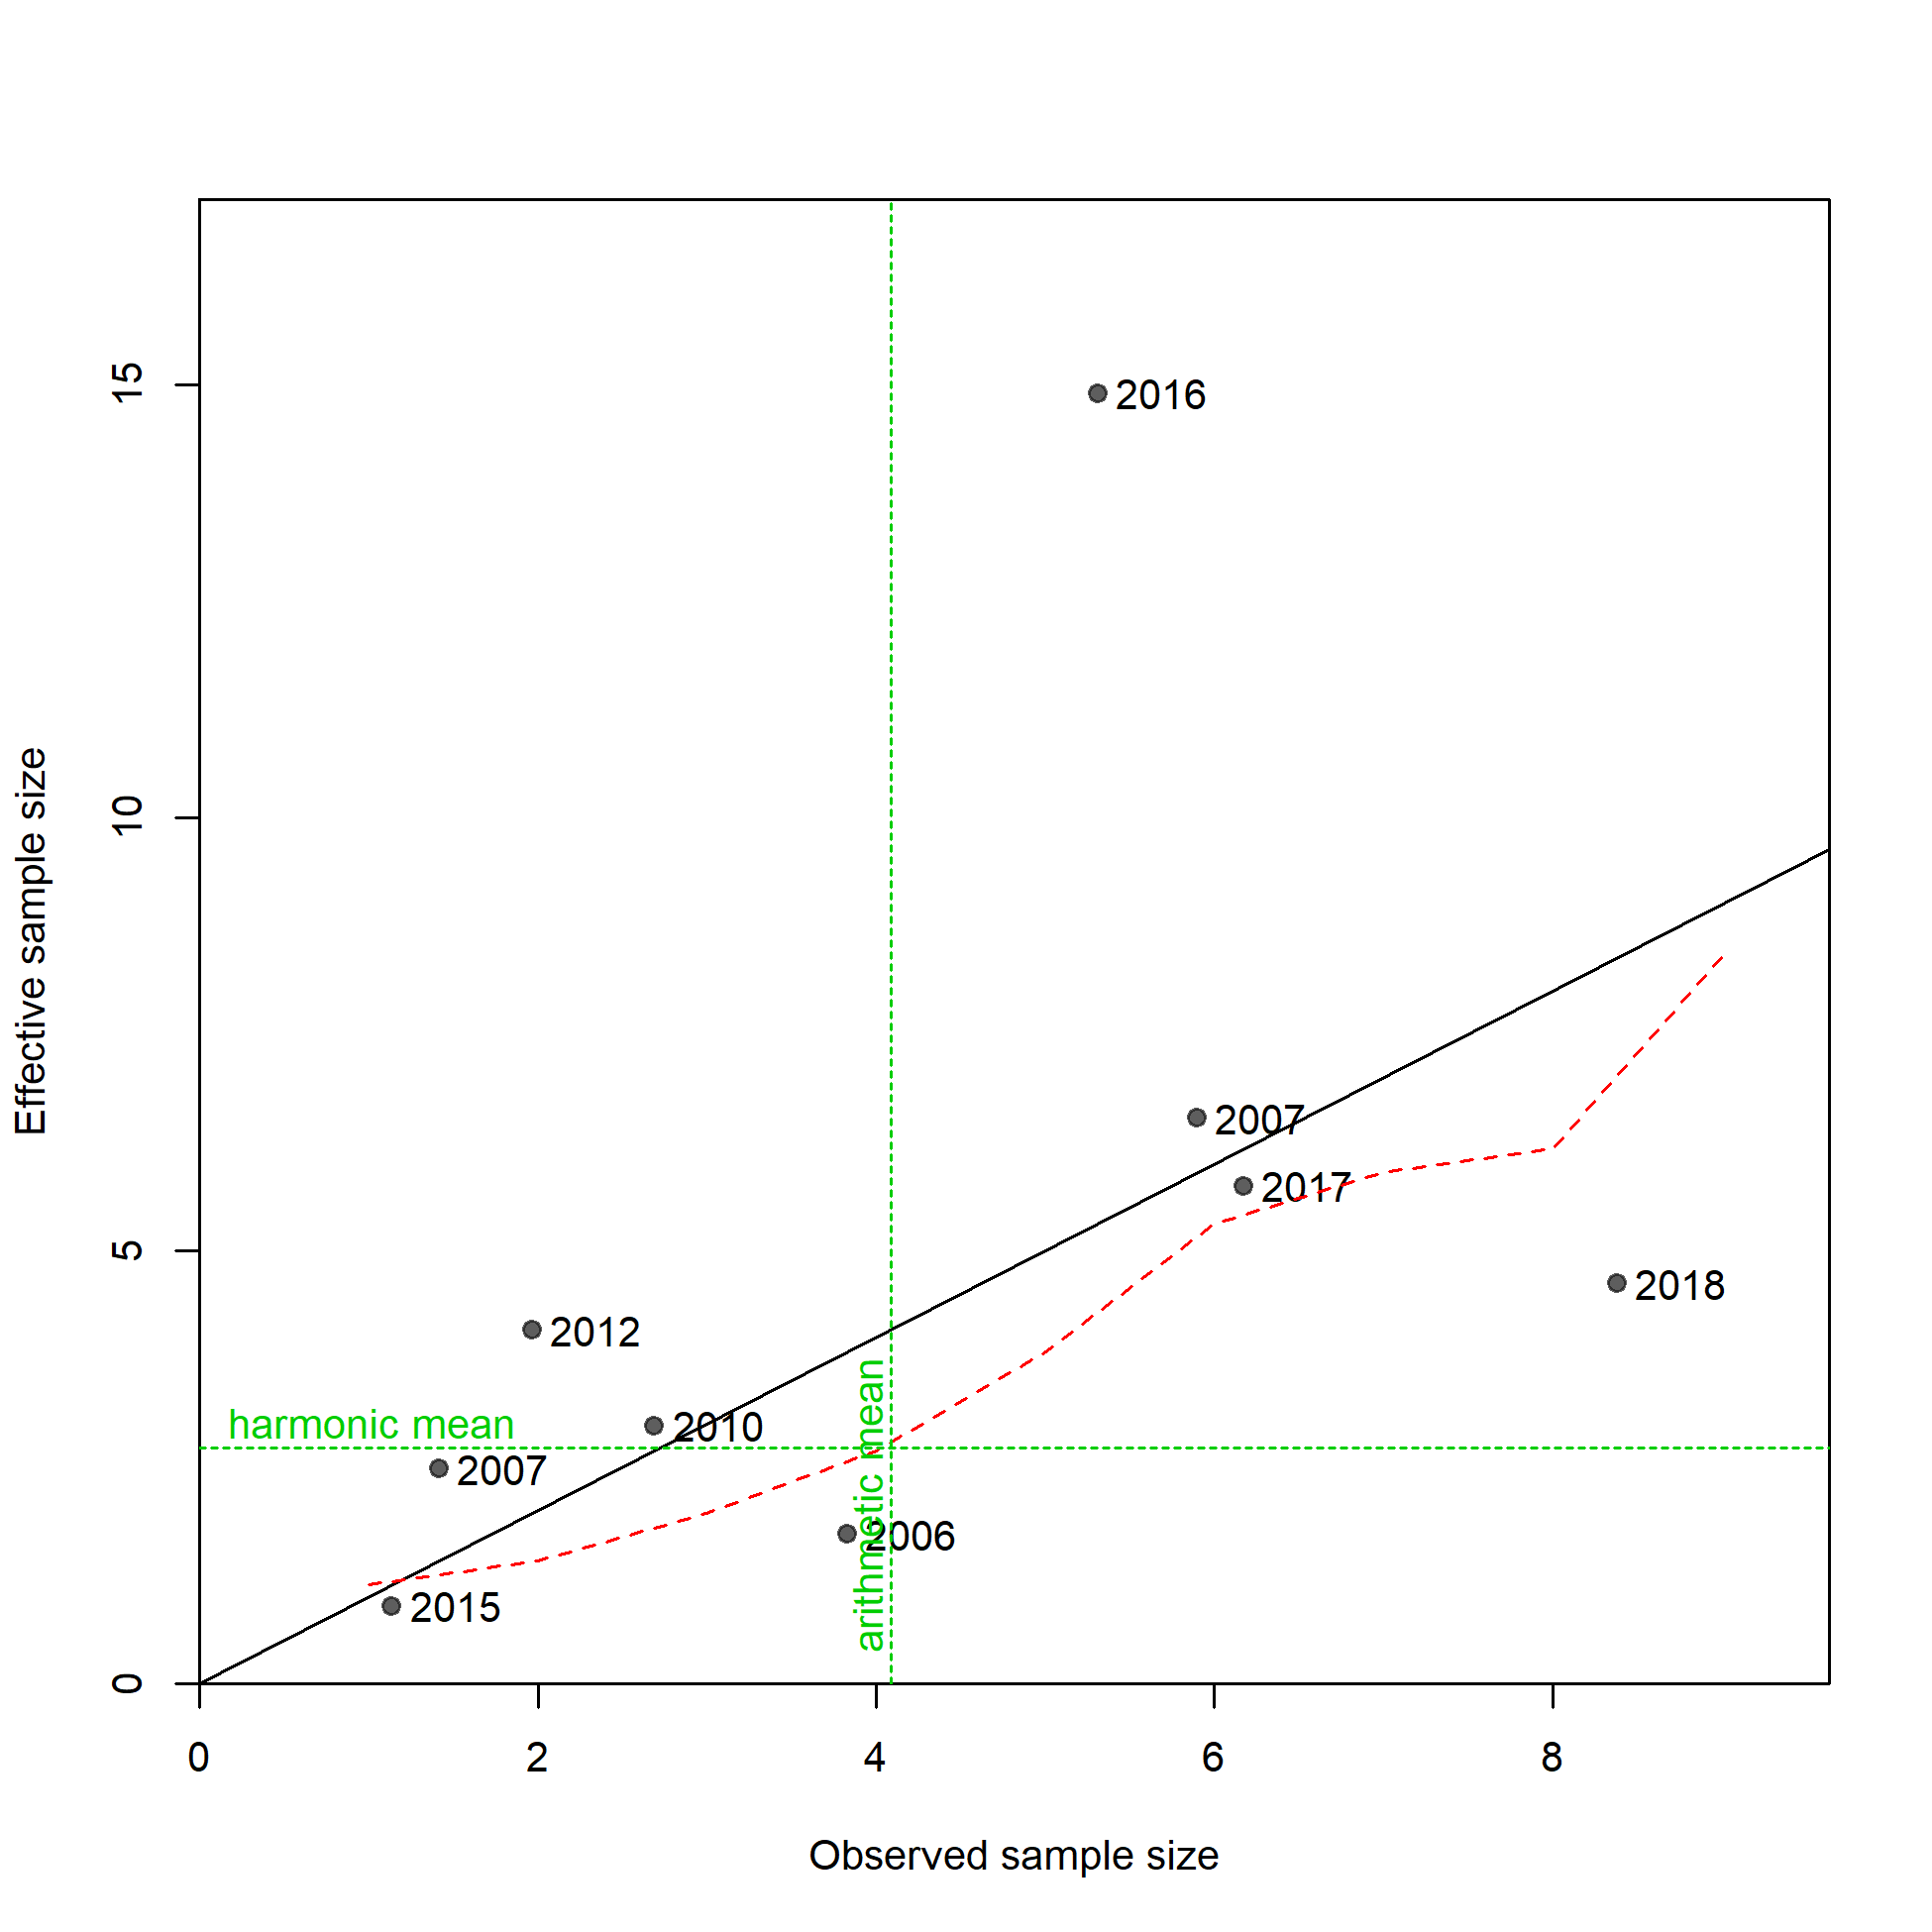 15
2016
10
Effective sample size
2007
2017
5
2018
2012
harmonic mean
2010
arithmetic mean
2007
2006
2015
0
0 2 4 6 8
Observed sample size